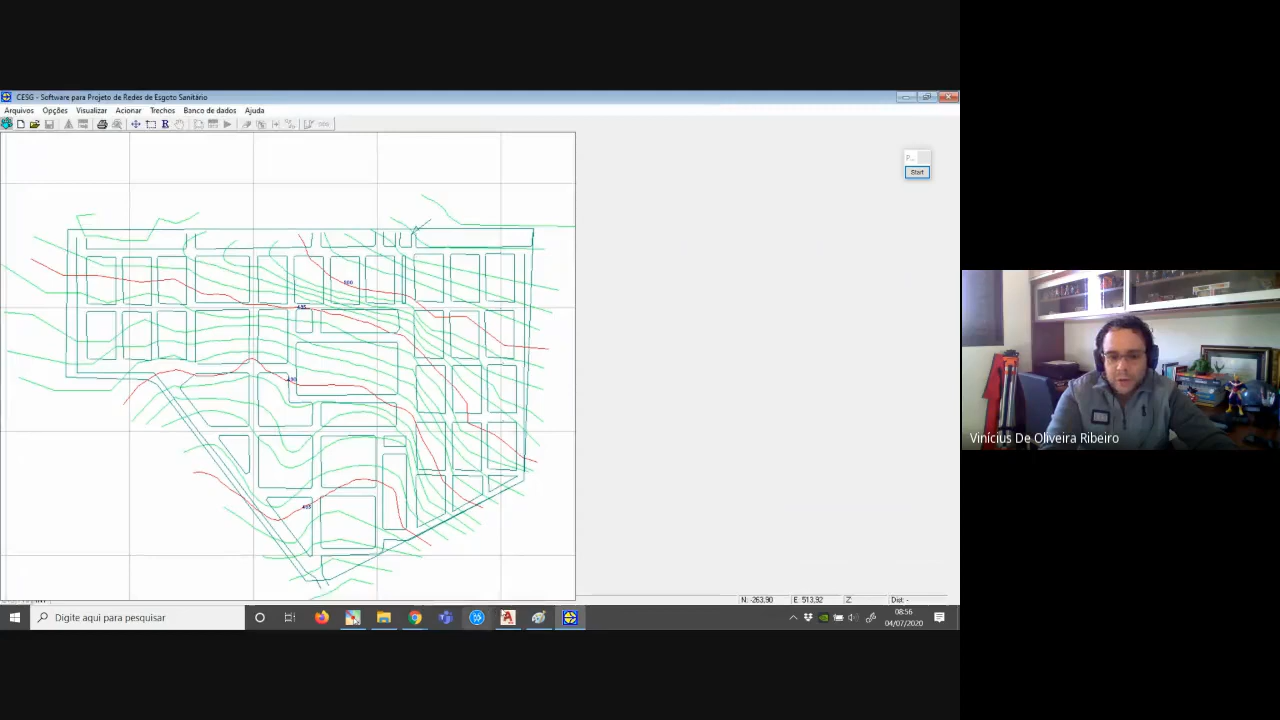 CESG - Software para Projeto de Redes de Esgoto Sanitário
Arquivos Opções Visualizar Acionar Trechos Banco de dados Ajuda
R
P...
Start
Vinícius De Oliveira Ribeiro
N: -263.90 E: 513.92 Z: Dist: -
Digite aqui para pesquisar
08:56
04/07/2020